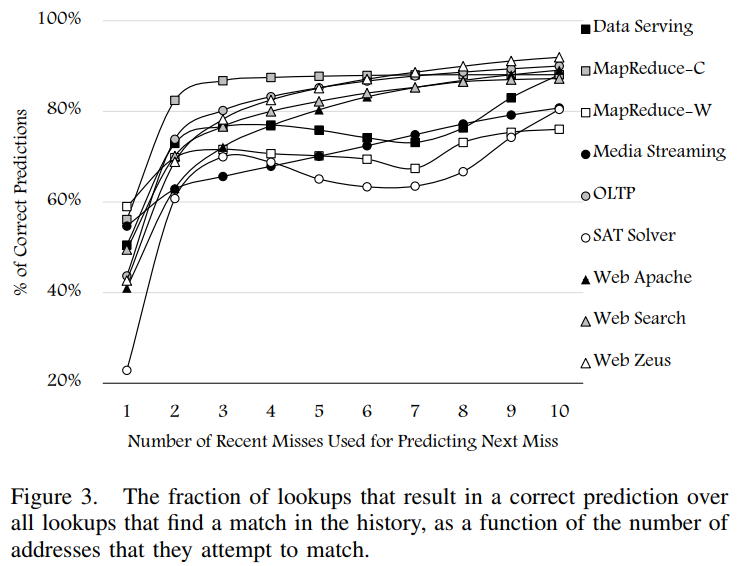 100%
80%
60%
40%
20%
% of Correct Predictions
1 2 3 4 5 6 7 8 9 10
Number of Recent Misses Used for Predicting Next Miss
Data Serving
MapReduce-C
MapReduce-W
Media Streaming
OLTP
SAT Solver
Web Apache
Web Search
Web Zeus
Figure 3. The fraction of lookups that result in a correct prediction over
all lookups that find a match in the history, as a function of the number of
addresses that they attempt to match.